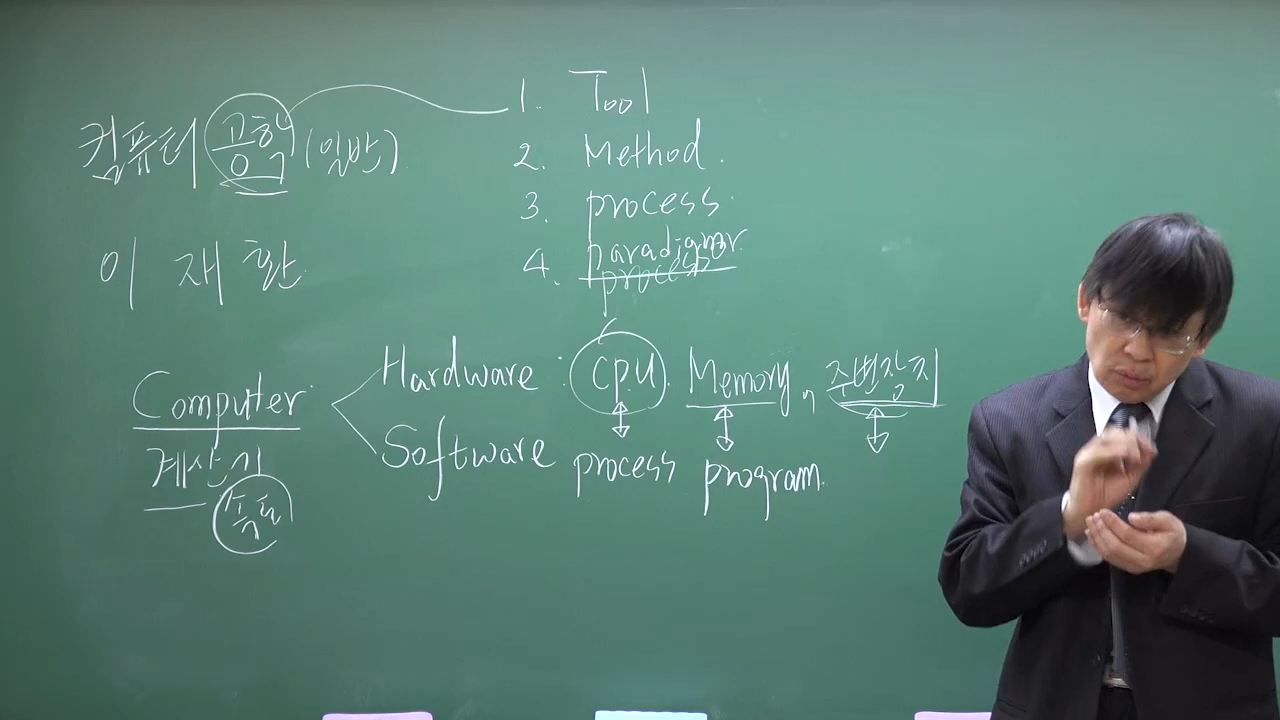 컴퓨터 공학 (일반)
이 재 환
1. Tool
2. Method.
3. process.
4. paradigm
process
Computer
계산기
Hardware : CPU. Memory, 주변장치
Software process program.